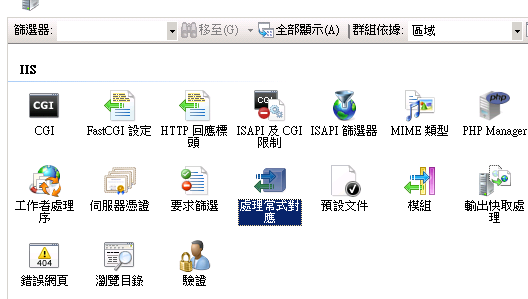 篩選器: 移至(G) 全部顯示(A) 群組依據: 區域
IIS
CGI FastCGI 設定 HTTP 回應標頭 ISAPI 及 CGI 限制 ISAPI 篩選器 MIME 類型 PHP Manager
工作者處理序 伺服器憑證 要求篩選 處理常式對應 預設文件 模組 輸出快取處理
錯誤網頁 瀏覽目錄 驗證